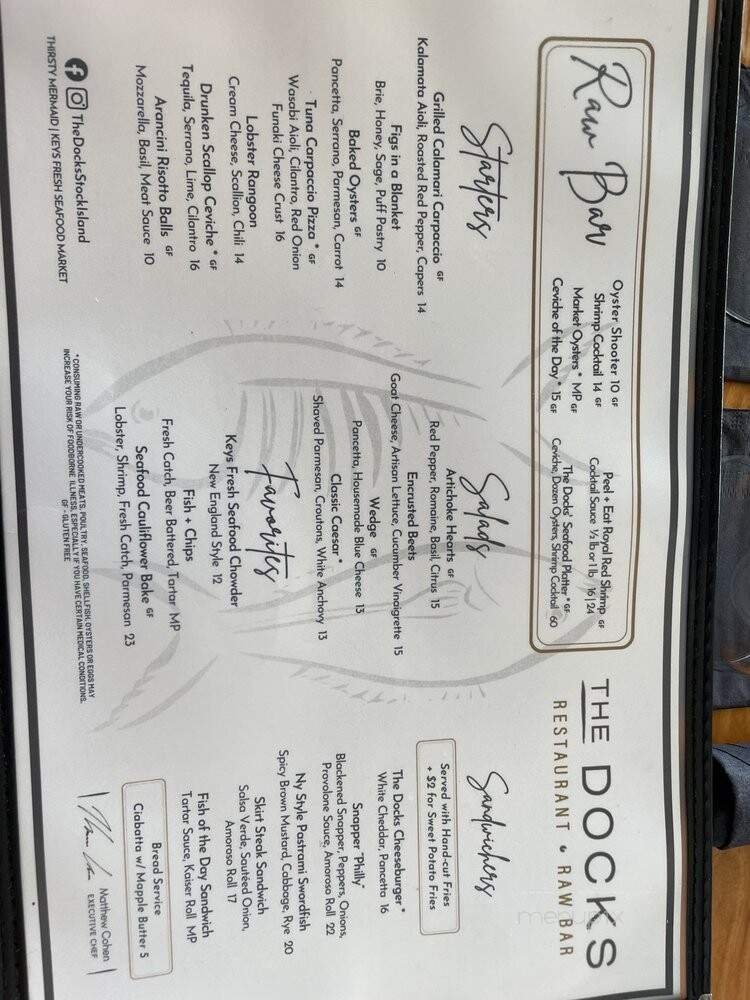 Raw Bar
Oyster Shooter 10 GF
Shrimp Cocktail 14 GF
Market Oysters * MP GF
Ceviche of the Day * 15 GF
Peel + Eat Royal Red Shrimp GF
Cocktail Sauce ½ lb or 1 lb 16|24
The Docks' Seafood Platter * GF
Ceviche, Dozen Oysters, Shrimp Cocktail 60
THE DOCKS
RESTAURANT • RAW BAR
Starters
Grilled Calamari Carpaccio GF
Kalamata Aioli, Roasted Red Pepper, Capers 14
Figs in a Blanket
Brie, Honey, Sage, Puff Pastry 10
Baked Oysters GF
Pancetta, Serrano, Parmesan, Carrot 14
Tuna Carpaccio Pizza * GF
Wasabi Aioli, Cilantro, Red Onion
Funaki Cheese Crust 16
Lobster Rangoon
Cream Cheese, Scallion, Chili 14
Drunken Scallop Ceviche * GF
Tequila, Serrano, Lime, Cilantro 16
Arancini Risotto Balls GF
Mozzarella, Basil, Meat Sauce 10
TheDocksStockIsland
THIRSTY MERMAID | KEYS FRESH SEAFOOD MARKET
Salads
Artichoke Hearts GF
Red Pepper, Romaine, Basil, Citrus 15
Encrusted Beets
Goat Cheese, Artisan Lettuce, Cucumber Vinaigrette 15
Wedge GF
Pancetta, Housemade Blue Cheese 13
Classic Caesar *
Shaved Parmesan, Croutons, White Anchovy 13
Favorites
Keys Fresh Seafood Chowder
New England Style 12
Fish + Chips
Fresh Catch, Beer Battered, Tartar MP
Seafood Cauliflower Bake GF
Lobster, Shrimp, Fresh Catch, Parmesan 23
* CONSUMING RAW OR UNDERCOOKED MEATS, POULTRY, SEAFOOD, SHELLFISH, OYSTERS OR EGGS MAY
INCREASE YOUR RISK OF FOODBORNE ILLNESS, ESPECIALLY IF YOU HAVE CERTAIN MEDICAL CONDITIONS.
GF - GLUTEN FREE
Sandwiches
Served with Hand-cut Fries
+ $2 for Sweet Potato Fries
The Docks Cheeseburger *
White Cheddar, Pancetta 16
Snapper "Philly"
Blackened Snapper, Peppers, Onions,
Provolone Sauce, Amoroso Roll 22
Ny Style Pastrami Swordfish
Spicy Brown Mustard, Cabbage, Rye 20
Skirt Steak Sandwich
Salsa Verde, Sautéed Onion,
Amoroso Roll 17
Fish of the Day Sandwich
Tartar Sauce, Kaiser Roll MP
Bread Service
Ciabatta w/ Mapple Butter 5
Matthew Cohen
EXECUTIVE CHEF